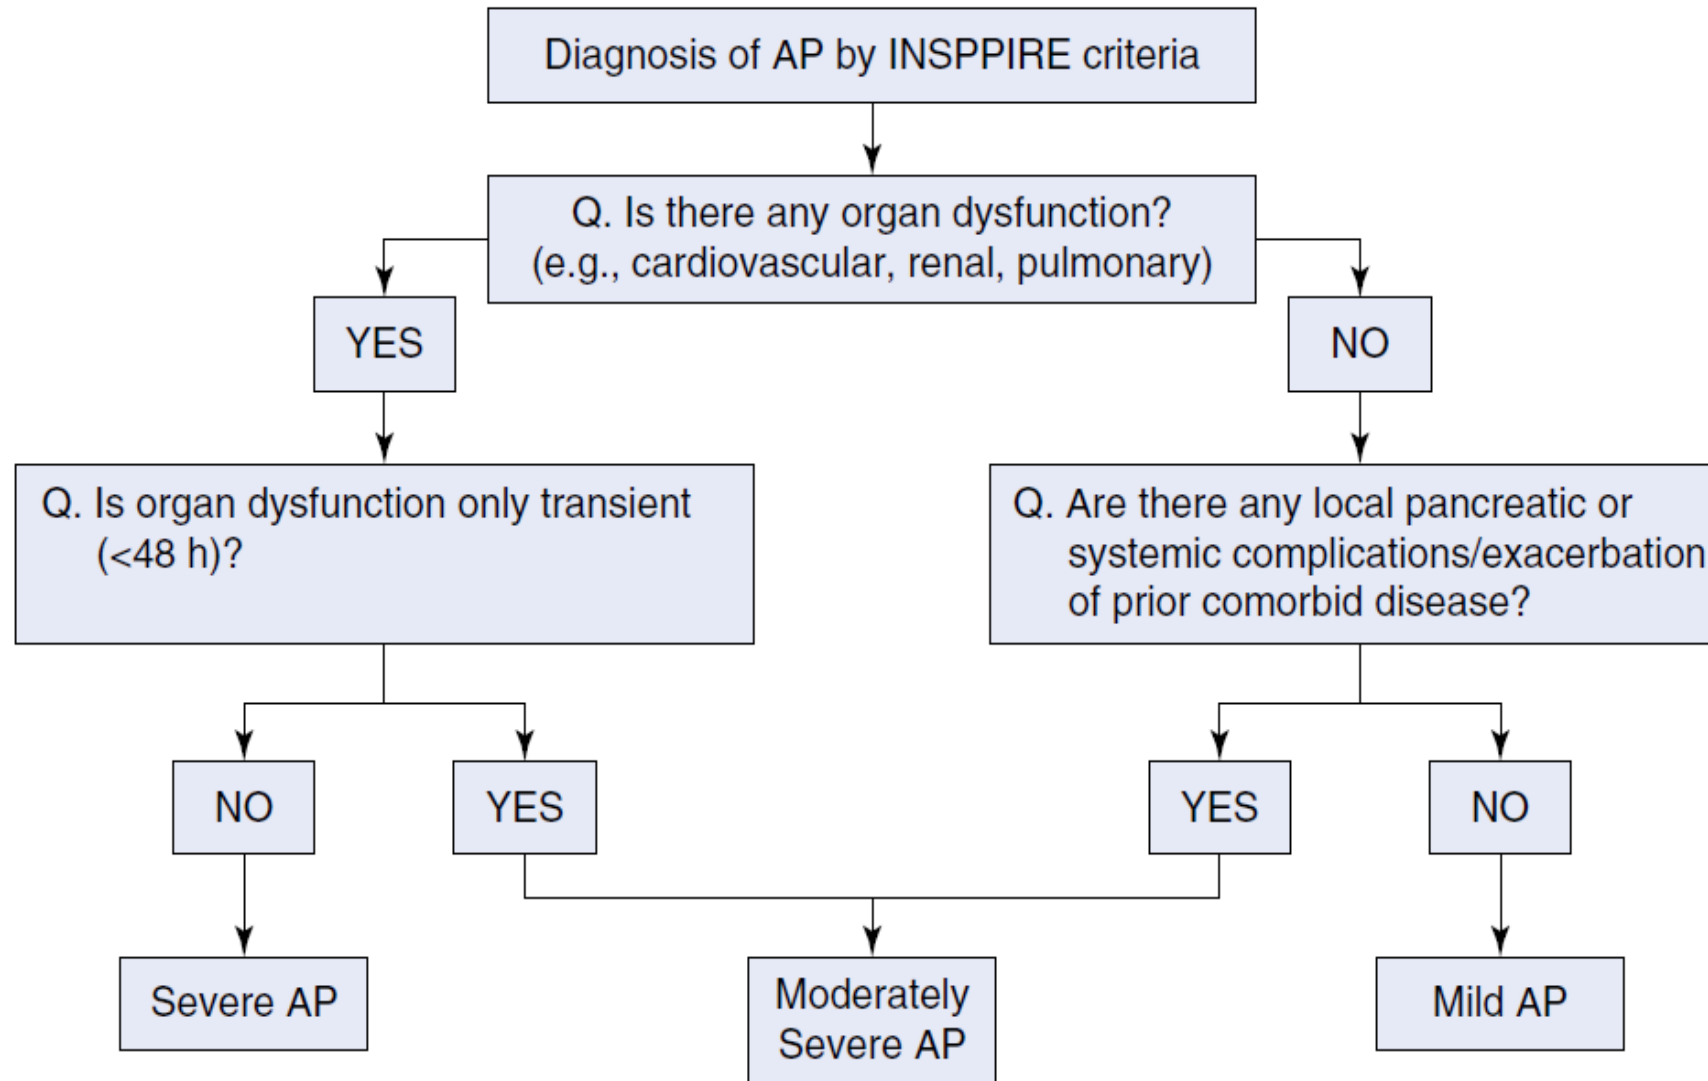 Diagnosis of AP by INSPPIRE criteria
Q. Is there any organ dysfunction?
(e.g., cardiovascular, renal, pulmonary)
YES
NO
Q. Is organ dysfunction only transient
(<48 h)?
Q. Are there any local pancreatic or
systemic complications/exacerbation
of prior comorbid disease?
NO
YES
YES
NO
Severe AP
Moderately
Severe AP
Mild AP